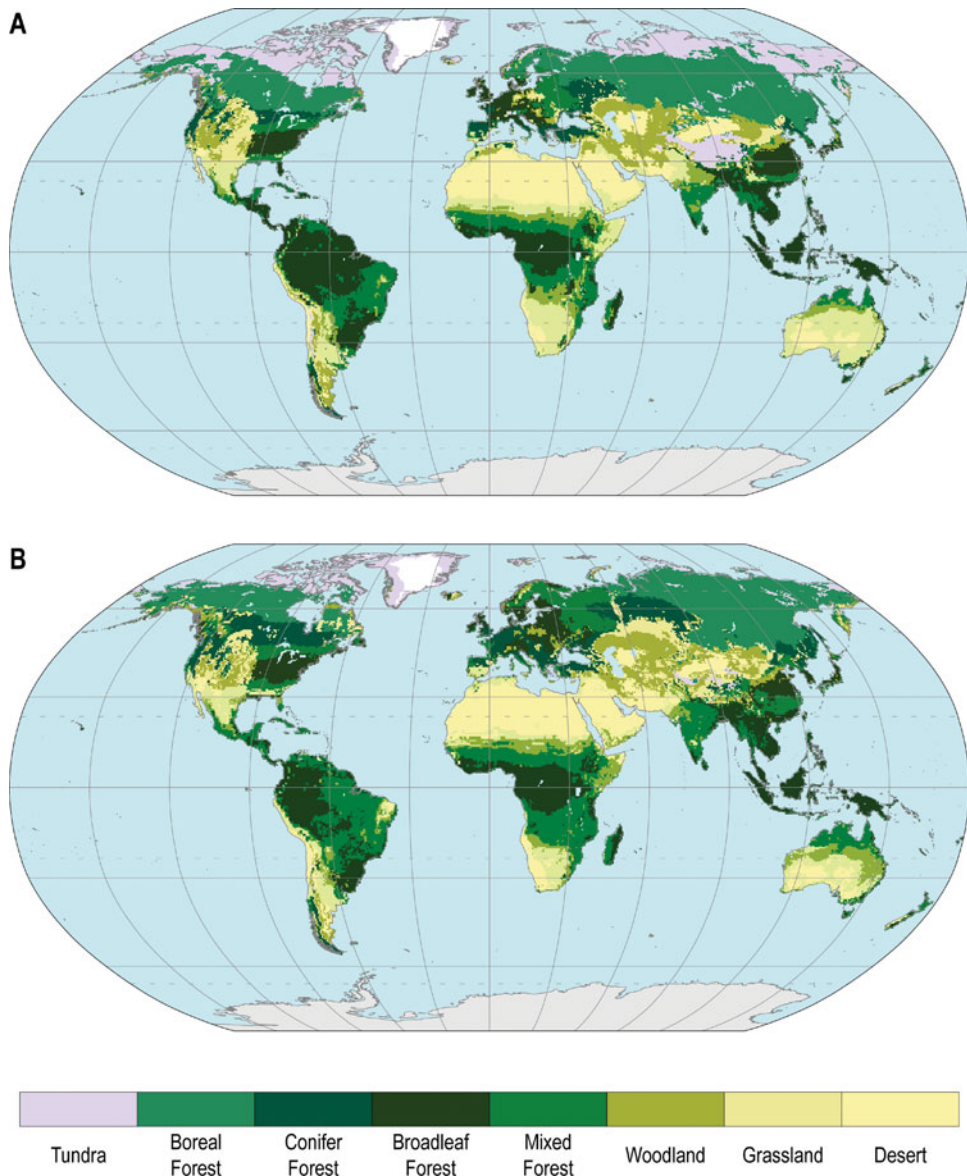 A
B
Tundra
Boreal
Forest
Conifer
Forest
Broadleaf
Forest
Mixed
Forest
Woodland
Grassland
Desert